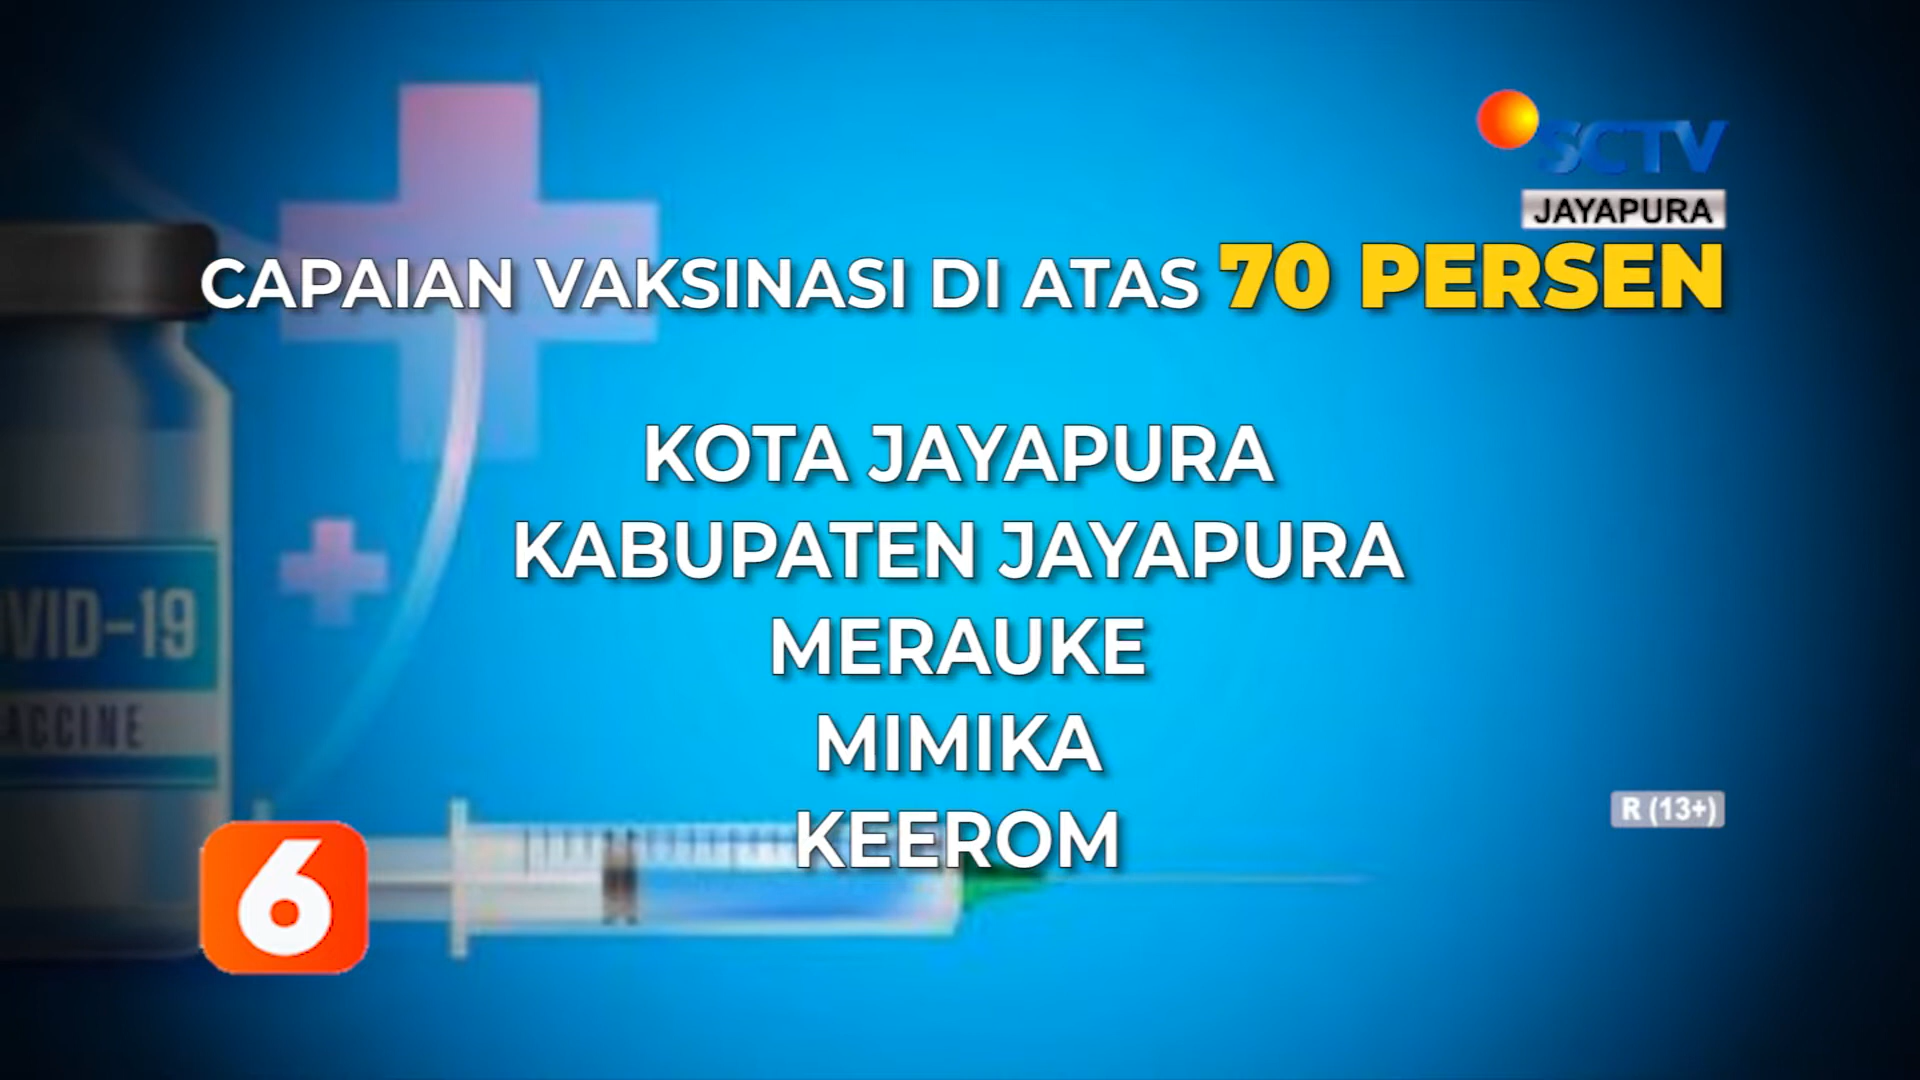 SCTV
JAYAPURA
CAPAIAN VAKSINASI DI ATAS 70 PERSEN
KOTA JAYAPURA
KABUPATEN JAYAPURA
MERAUKE
MIMIKA
KEEROM
OVID-19
ACCINE
R (13+)
6